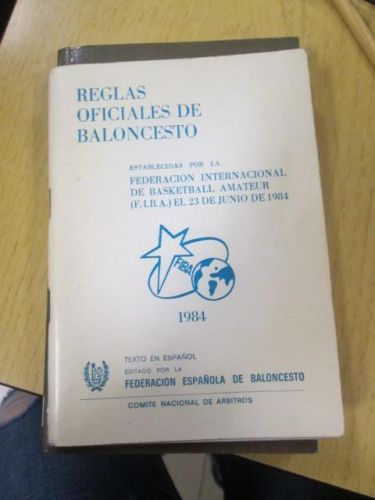 REGLAS
OFICIALES DE
BALONCESTO
ESTABLECIDAS POR LA
FEDERACION INTERNACIONAL
DE BASKETBALL AMATEUR
(F.I.B.A.) EL 23 DE JUNIO DE 1984
FIBA
1984
TEXTO EN ESPAÑOL
EDITADO POR LA
FEDERACIÓN ESPAÑOLA DE BALONCESTO
COMITE NACIONAL DE ARBITROS